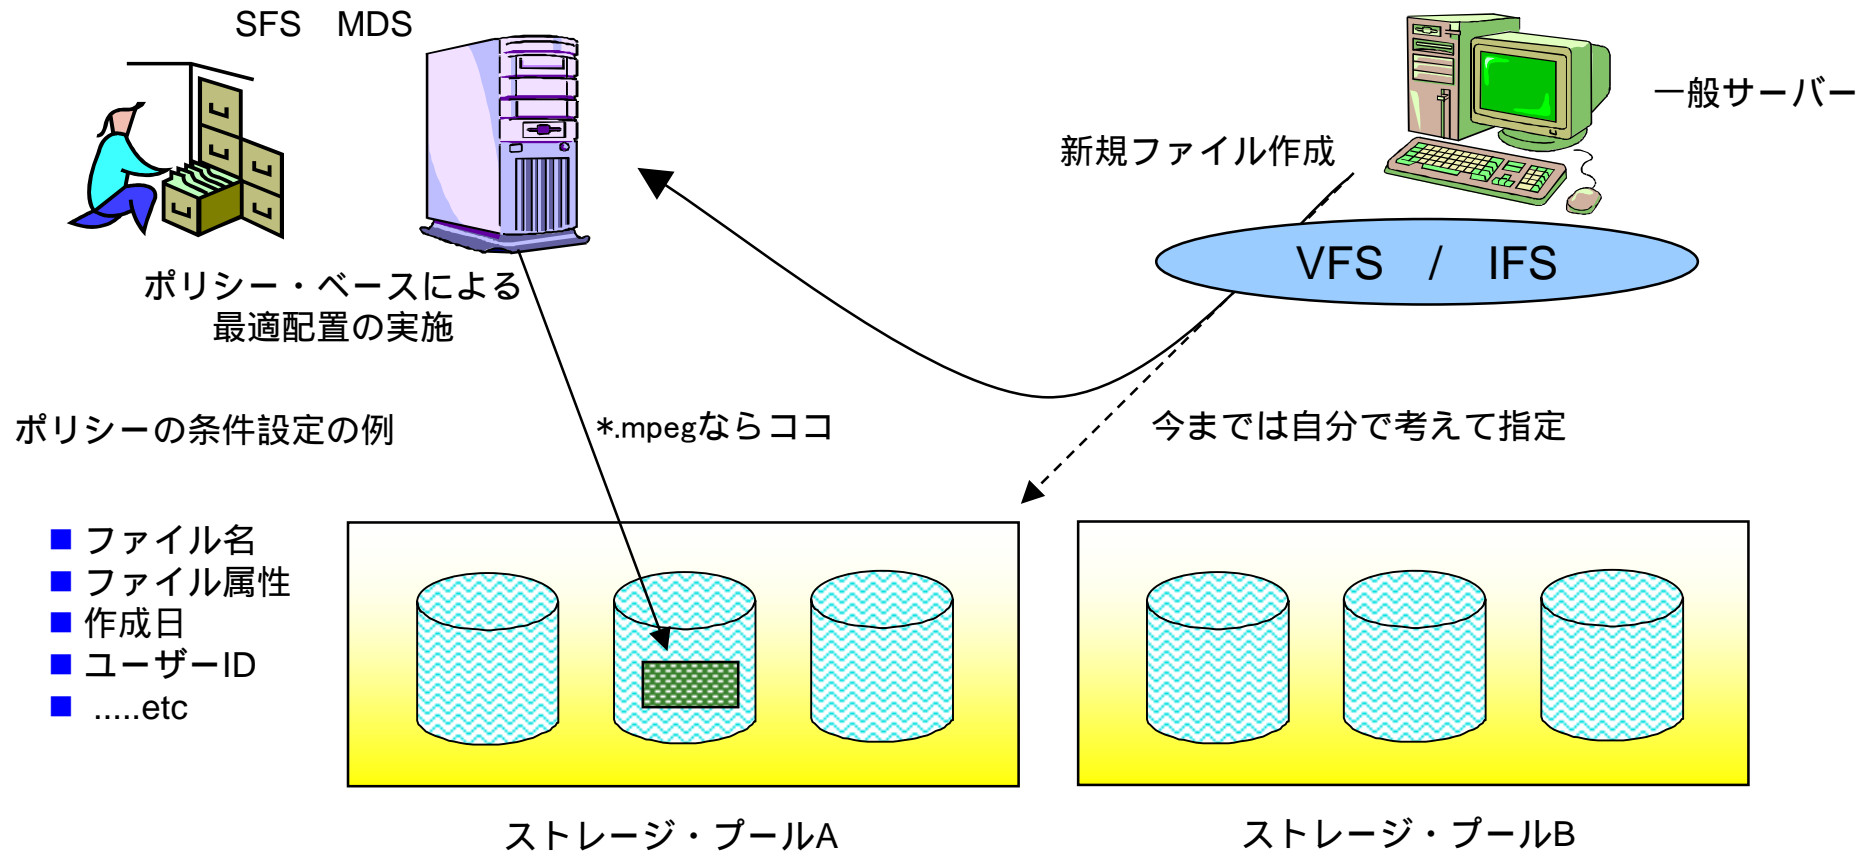 SFS MDS
一般サーバー
新規ファイル作成
VFS / IFS
ポリシー・ベースによる
最適配置の実施
ポリシーの条件設定の例
*.mpegならココ
今までは自分で考えて指定
ファイル名
ファイル属性
作成日
ユーザーID
.....etc
ストレージ・プールA
ストレージ・プールB